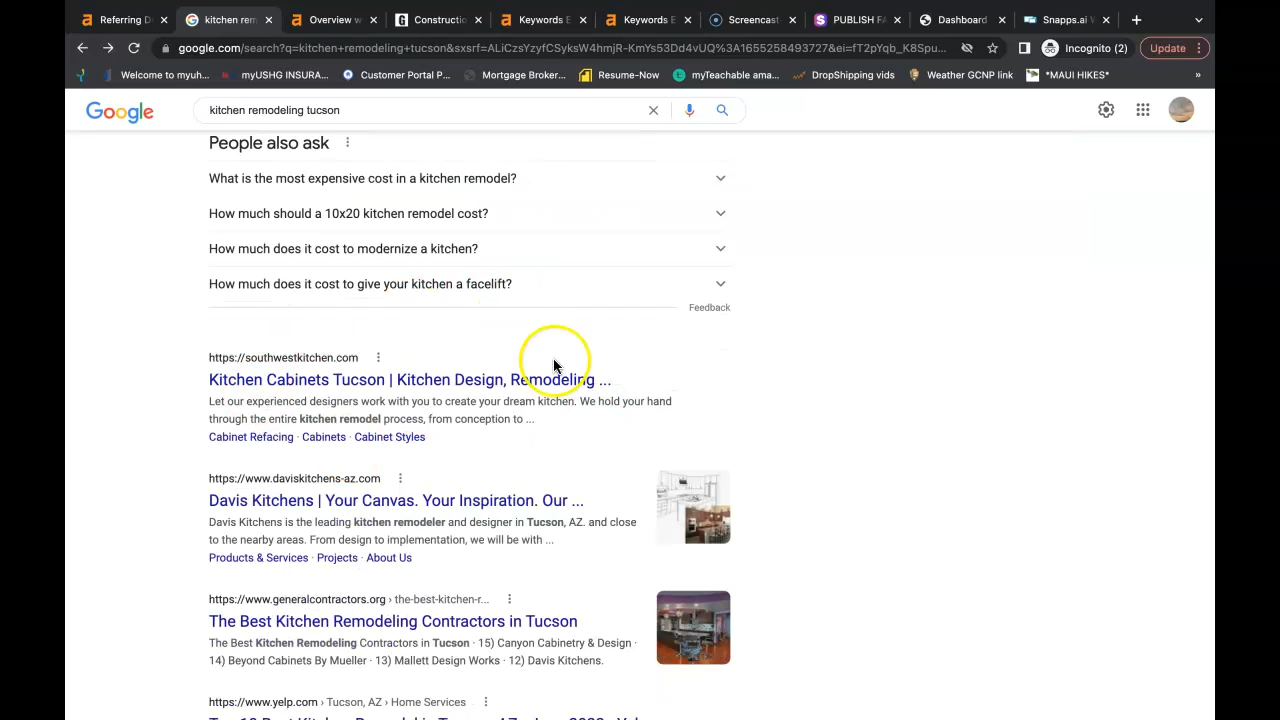 Referring D
kitchen rem
Overview w
Constructio
Keywords E
Keywords E
Screencast
PUBLISH FA
Dashboard
Snapps.ai W
google.com/search?q=kitchen+remodeling+tucson&sxsrf=ALiCzsYzyfCSyksW4hmjR-KmYs53Dd4vUQ%3A1655258493727&ei=fT2pYqb_K8Spu...
Incognito (2)
Update
Welcome to myuh...
myUSHG INSURA...
Customer Portal P...
Mortgage Broker...
Resume-Now
myTeachable ama...
DropShipping vids
Weather GCNP link
*MAUI HIKES*
»
Google
kitchen remodeling tucson
People also ask
What is the most expensive cost in a kitchen remodel?
How much should a 10x20 kitchen remodel cost?
How much does it cost to modernize a kitchen?
How much does it cost to give your kitchen a facelift?
Feedback
https://southwestkitchen.com
Kitchen Cabinets Tucson | Kitchen Design, Remodeling ...
Let our experienced designers work with you to create your dream kitchen. We hold your hand
through the entire kitchen remodel process, from conception to ...
Cabinet Refacing · Cabinets · Cabinet Styles
https://www.daviskitchens-az.com
Davis Kitchens | Your Canvas. Your Inspiration. Our ...
Davis Kitchens is the leading kitchen remodeler and designer in Tucson, AZ. and close
to the nearby areas. From design to implementation, we will be with ...
Products & Services · Projects · About Us
https://www.generalcontractors.org › the-best-kitchen-r...
The Best Kitchen Remodeling Contractors in Tucson
The Best Kitchen Remodeling Contractors in Tucson · 15) Canyon Cabinetry & Design ·
14) Beyond Cabinets By Mueller · 13) Mallett Design Works · 12) Davis Kitchens.
https://www.yelp.com › Tucson, AZ › Home Services